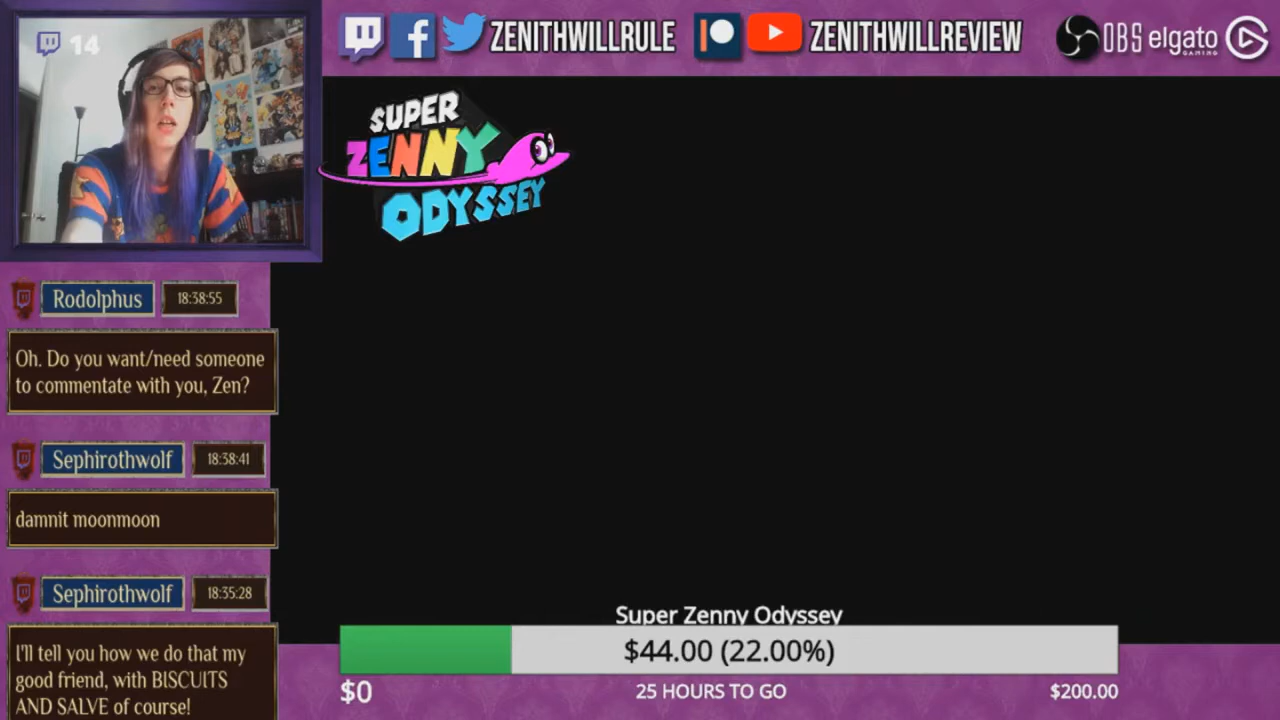 14
ZENITHWILLRULE
ZENITHWILLREVIEW
OBS elgato
GAMING
SUPER
ZENNY
ODYSSEY
Rodolphus
18:38:55
Oh. Do you want/need someone
to commentate with you, Zen?
Sephirothwolf
18:38:41
damnit moonmoon
Sephirothwolf
18:35:28
I'll tell you how we do that my
good friend, with BISCUITS
AND SALVE of course!
Super Zenny Odyssey
$44.00 (22.00%)
$0
25 HOURS TO GO
$200.00